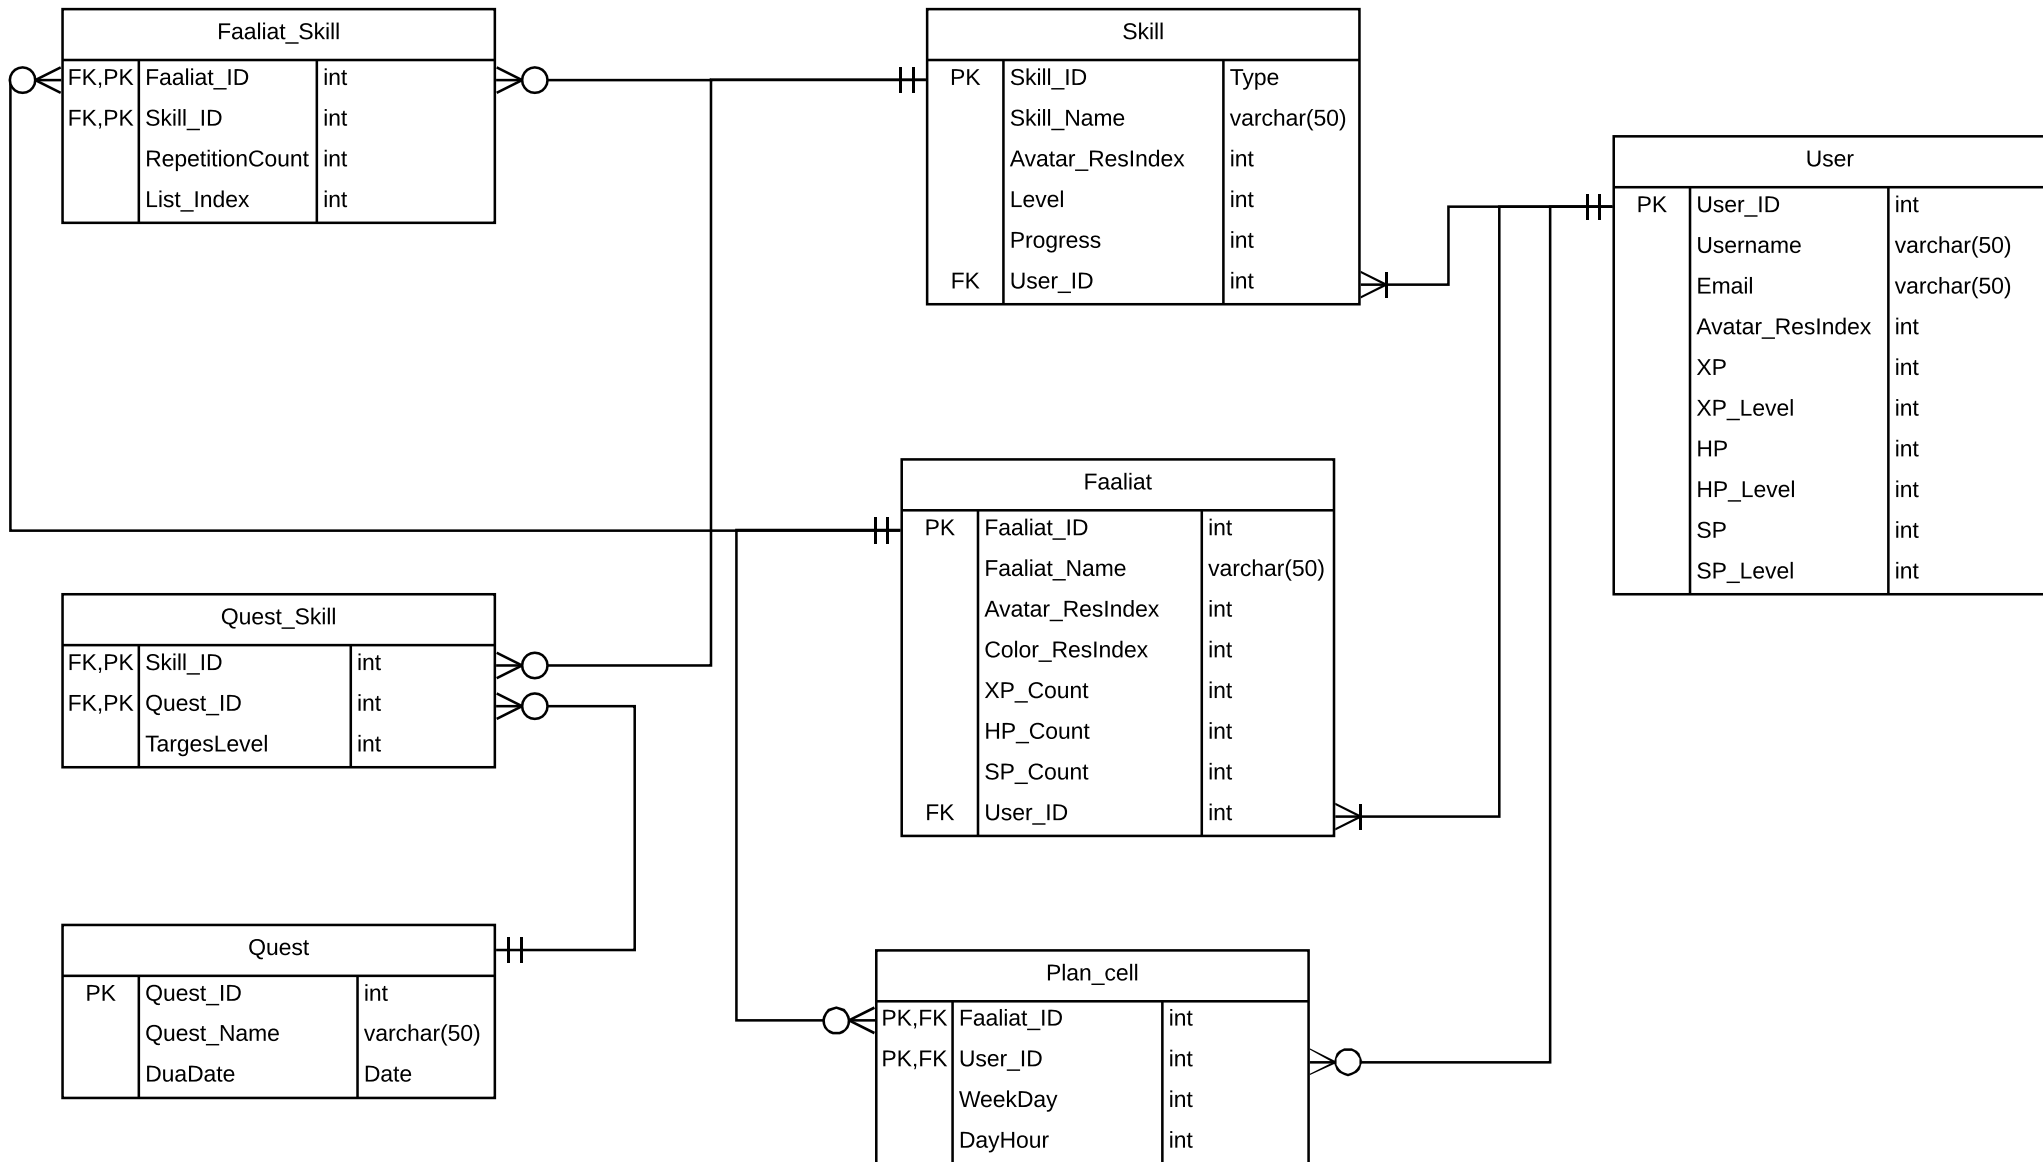 Faaliat_Skill
FK,PK Faaliat_ID int
FK,PK Skill_ID int
RepetitionCount int
List_Index int
Skill
PK Skill_ID Type
Skill_Name varchar(50)
Avatar_ResIndex int
Level int
Progress int
FK User_ID int
User
PK User_ID int
Username varchar(50)
Email varchar(50)
Avatar_ResIndex int
XP int
XP_Level int
HP int
HP_Level int
SP int
SP_Level int
Faaliat
PK Faaliat_ID int
Faaliat_Name varchar(50)
Avatar_ResIndex int
Color_ResIndex int
XP_Count int
HP_Count int
SP_Count int
FK User_ID int
Quest_Skill
FK,PK Skill_ID int
FK,PK Quest_ID int
TargesLevel int
Quest
PK Quest_ID int
Quest_Name varchar(50)
DuaDate Date
Plan_cell
PK,FK Faaliat_ID int
PK,FK User_ID int
WeekDay int
DayHour int